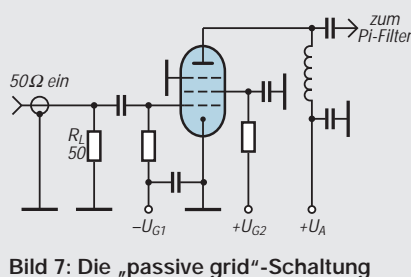 zum
Pi-Filter
50Ω ein
R_L
50
–U_G1
+U_G2
+U_A
Bild 7: Die „passive grid“-Schaltung